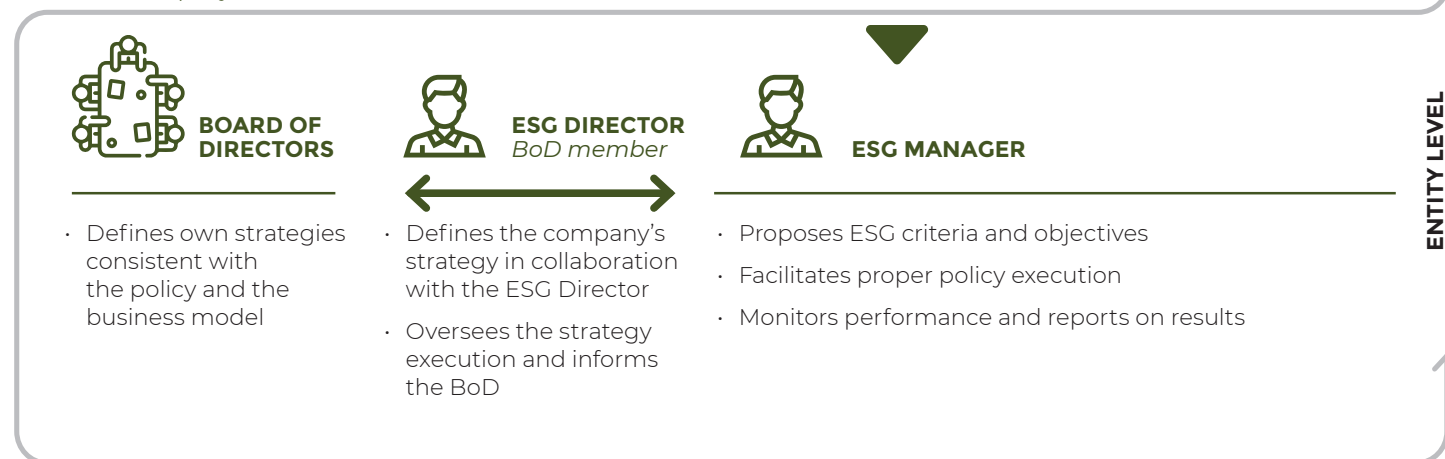 BOARD OF
DIRECTORS
• Defines own strategies
consistent with
the policy and the
business model
ESG DIRECTOR
BoD member
• Defines the company’s
strategy in collaboration
with the ESG Director
• Oversees the strategy
execution and informs
the BoD
ESG MANAGER
• Proposes ESG criteria and objectives
• Facilitates proper policy execution
• Monitors performance and reports on results
ENTITY LEVEL